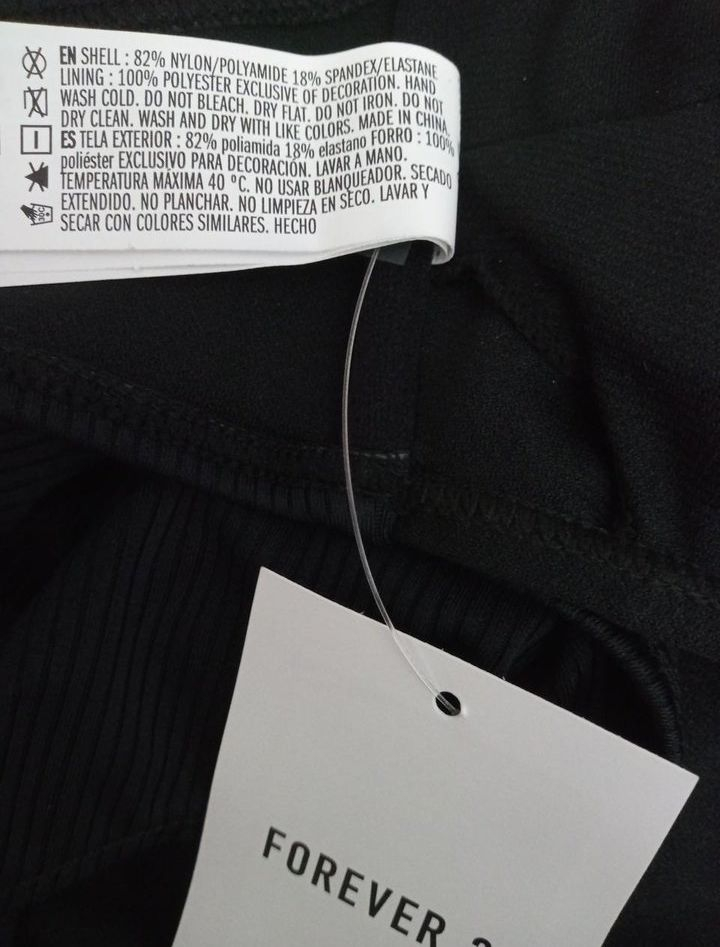 EN SHELL : 82% NYLON/POLYAMIDE 18% SPANDEX/ELASTANE
LINING : 100% POLYESTER EXCLUSIVE OF DECORATION. HAND
WASH COLD. DO NOT BLEACH. DRY FLAT. DO NOT IRON. DO NOT
DRY CLEAN. WASH AND DRY WITH LIKE COLORS. MADE IN CHINA.
ES TELA EXTERIOR : 82% poliamida 18% elastano FORRO : 100%
poliéster EXCLUSIVO PARA DECORACIÓN. LAVAR A MANO.
TEMPERATURA MÁXIMA 40 ºC. NO USAR BLANQUEADOR. SECADO
EXTENDIDO. NO PLANCHAR. NO LIMPIEZA EN SECO. LAVAR Y
SECAR CON COLORES SIMILARES. HECHO
FOREVER